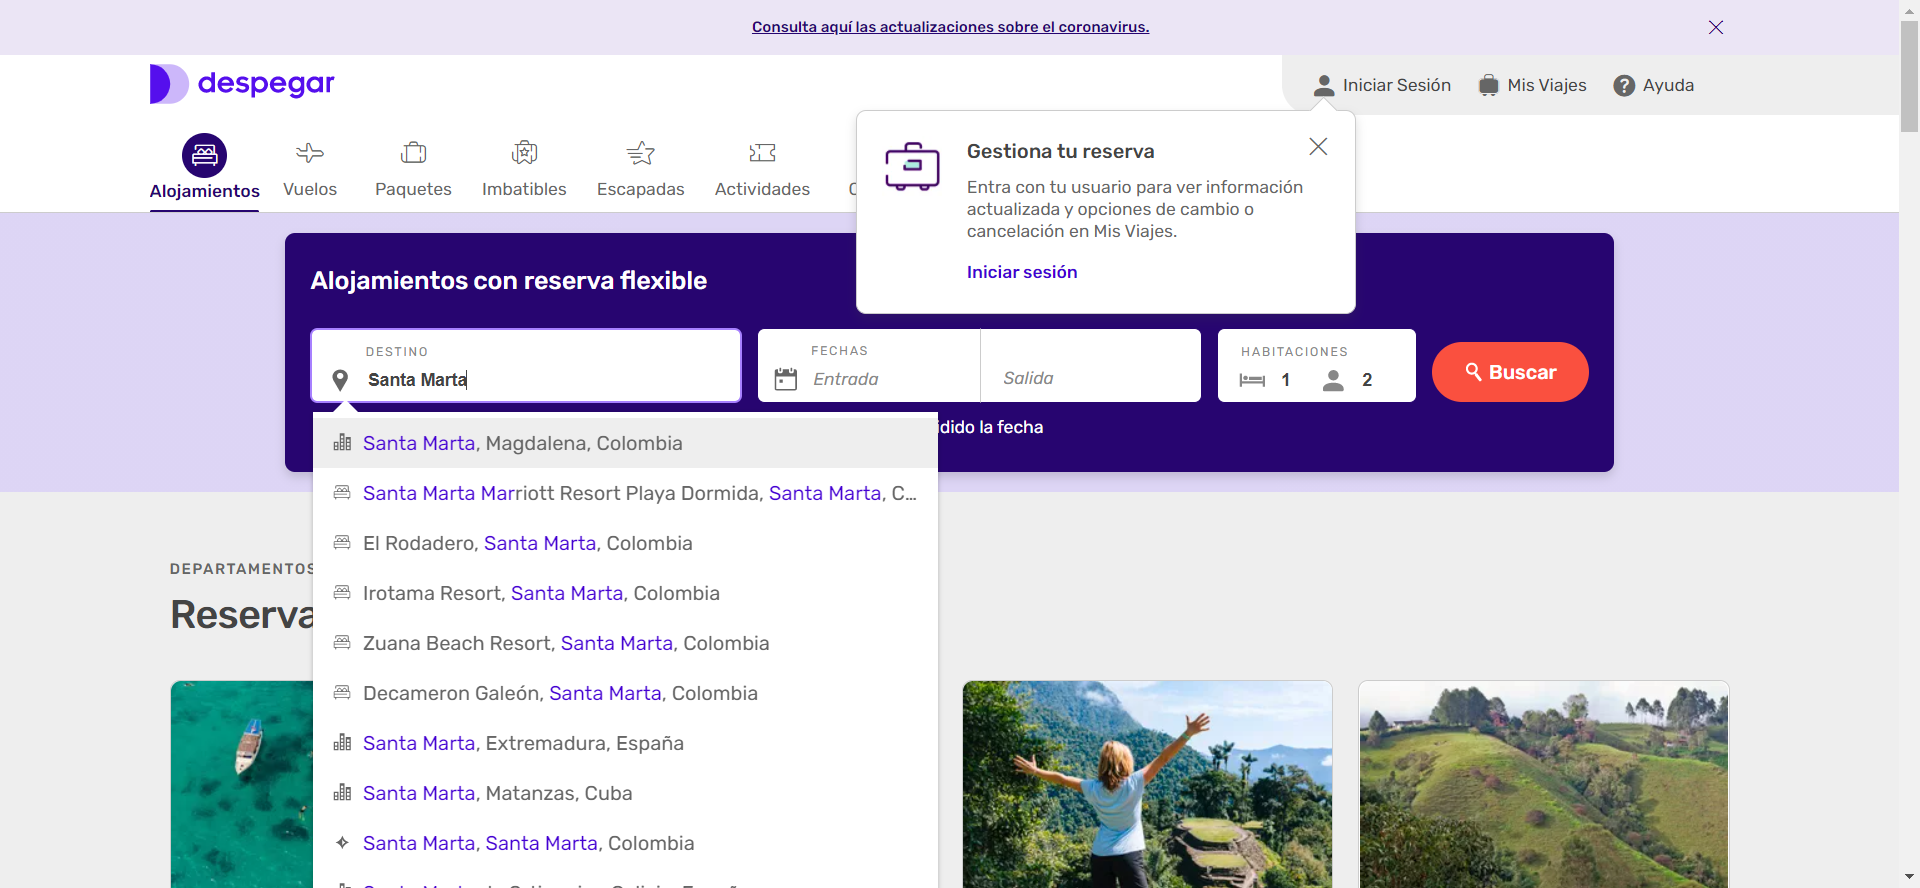 Consulta aquí las actualizaciones sobre el coronavirus.
despegar
Iniciar Sesión
Mis Viajes
Ayuda
Alojamientos
Vuelos
Paquetes
Imbatibles
Escapadas
Actividades
Gestiona tu reserva
Entra con tu usuario para ver información
actualizada y opciones de cambio o
cancelación en Mis Viajes.
Iniciar sesión
Alojamientos con reserva flexible
DESTINO
Santa Marta
FECHAS
Entrada
Salida
HABITACIONES
1
2
Buscar
dido la fecha
Santa Marta, Magdalena, Colombia
Santa Marta Marriott Resort Playa Dormida, Santa Marta, C...
El Rodadero, Santa Marta, Colombia
Irotama Resort, Santa Marta, Colombia
Zuana Beach Resort, Santa Marta, Colombia
Decameron Galeón, Santa Marta, Colombia
Santa Marta, Extremadura, España
Santa Marta, Matanzas, Cuba
Santa Marta, Santa Marta, Colombia
DEPARTAMENTOS
Reserva